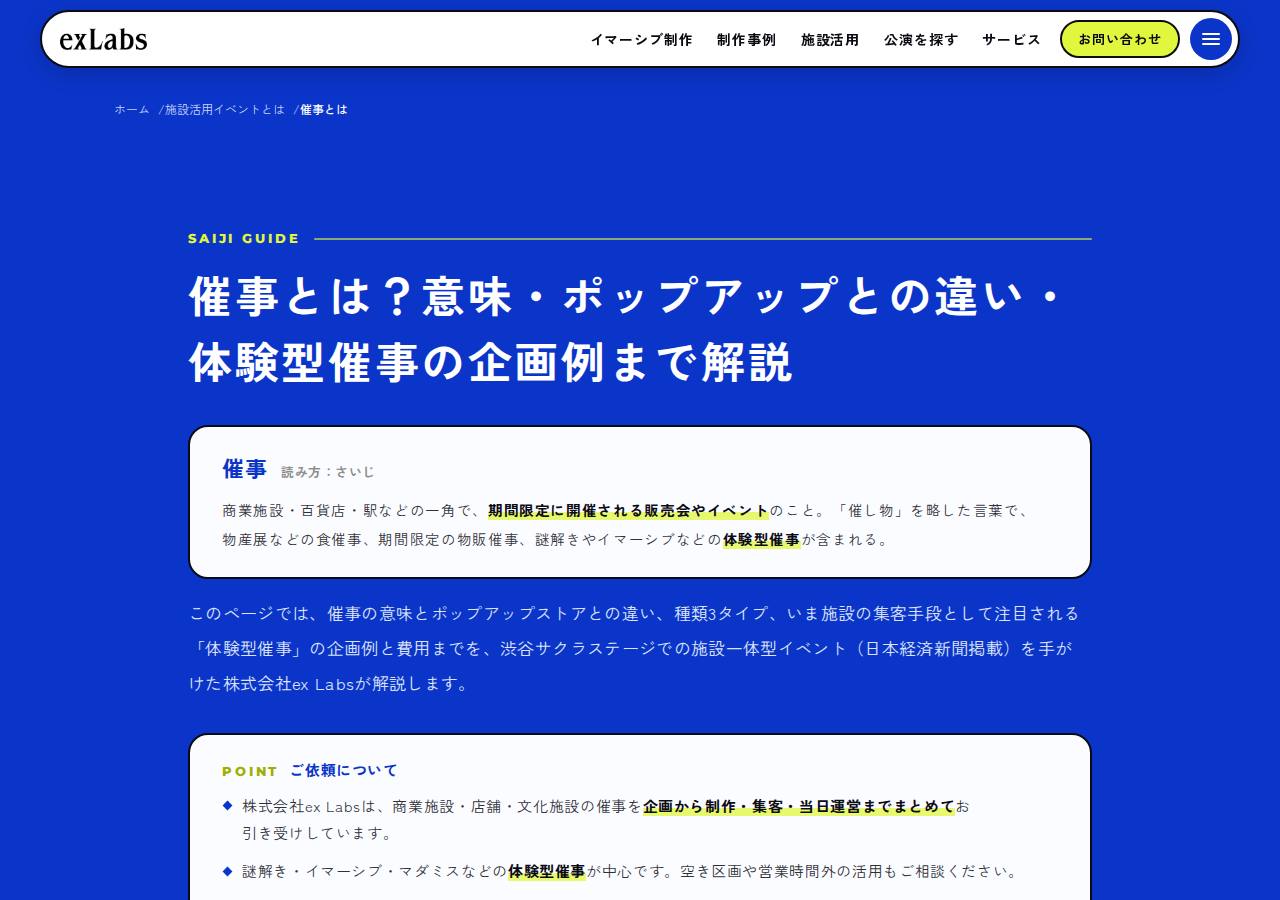 exLabs
イマーシブ制作 制作事例 施設活用 公演を探す サービス お問い合わせ
ホーム /施設活用イベントとは /催事とは
SAIJI GUIDE
催事とは？意味・ポップアップとの違い・
体験型催事の企画例まで解説
催事 読み方：さいじ
商業施設・百貨店・駅などの一角で、期間限定に開催される販売会やイベントのこと。「催し物」を略した言葉で、
物産展などの食催事、期間限定の物販催事、謎解きやイマーシブなどの体験型催事が含まれる。
このページでは、催事の意味とポップアップストアとの違い、種類3タイプ、いま施設の集客手段として注目される
「体験型催事」の企画例と費用までを、渋谷サクラステージでの施設一体型イベント（日本経済新聞掲載）を手が
けた株式会社ex Labsが解説します。
POINT ご依頼について
◆ 株式会社ex Labsは、商業施設・店舗・文化施設の催事を企画から制作・集客・当日運営までまとめてお
引き受けしています。
◆ 謎解き・イマーシブ・マダミスなどの体験型催事が中心です。空き区画や営業時間外の活用もご相談ください。